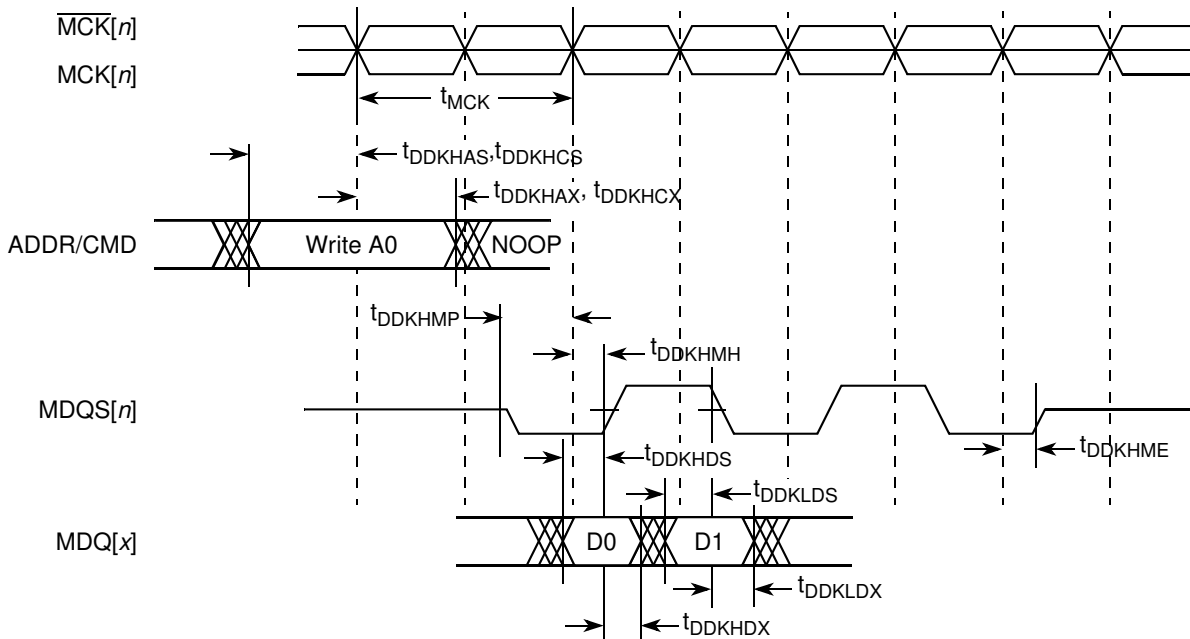 MCK[n]
MCK[n]
tMCK
tDDKHAS,tDDKHCS
tDDKHAX, tDDKHCX
ADDR/CMD
Write A0
NOOP
tDDKHMP
tDDKHMH
MDQS[n]
tDDKHME
tDDKHDS
tDDKLDS
MDQ[x]
D0
D1
tDDKLDX
tDDKHDX